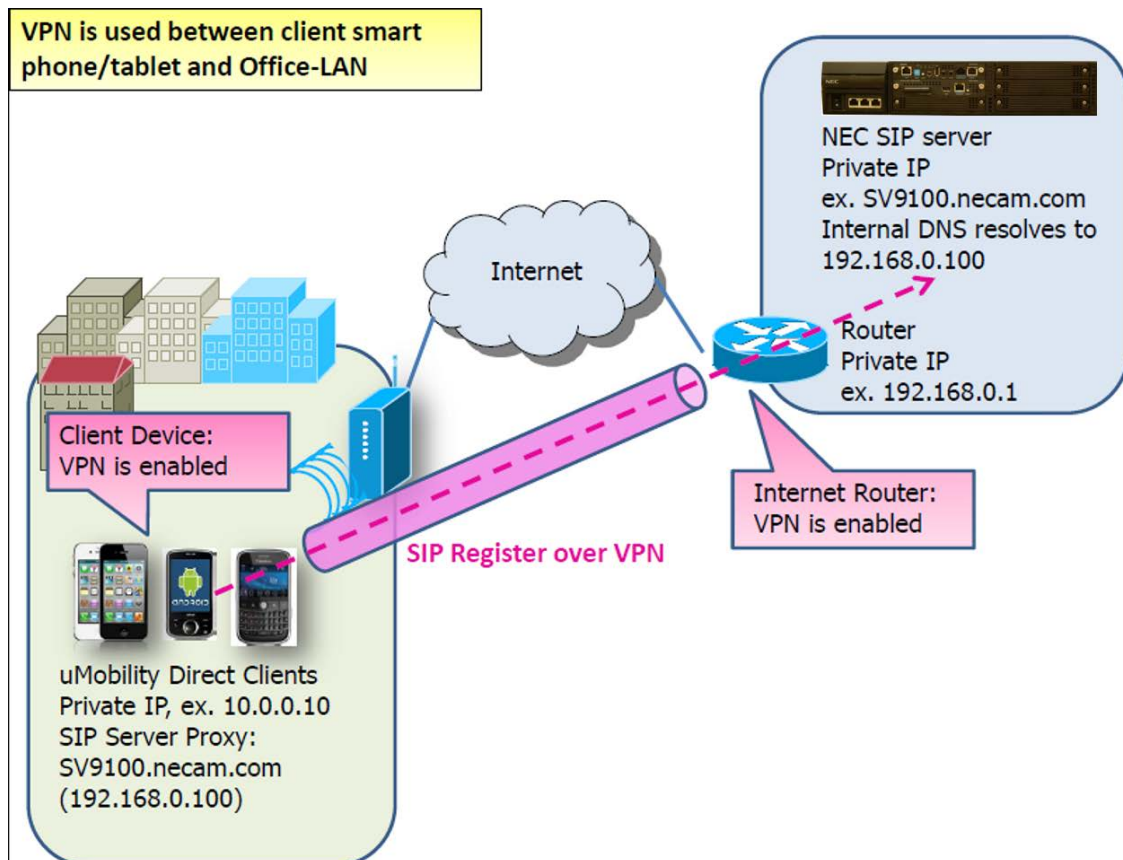 VPN is used between client smart
phone/tablet and Office-LAN
NEC
NEC SIP server
Private IP
ex. SV9100.necam.com
Internal DNS resolves to
192.168.0.100
Internet
Router
Private IP
ex. 192.168.0.1
Client Device:
VPN is enabled
Internet Router:
VPN is enabled
SIP Register over VPN
ANDROID
uMobility Direct Clients
Private IP, ex. 10.0.0.10
SIP Server Proxy:
SV9100.necam.com
(192.168.0.100)